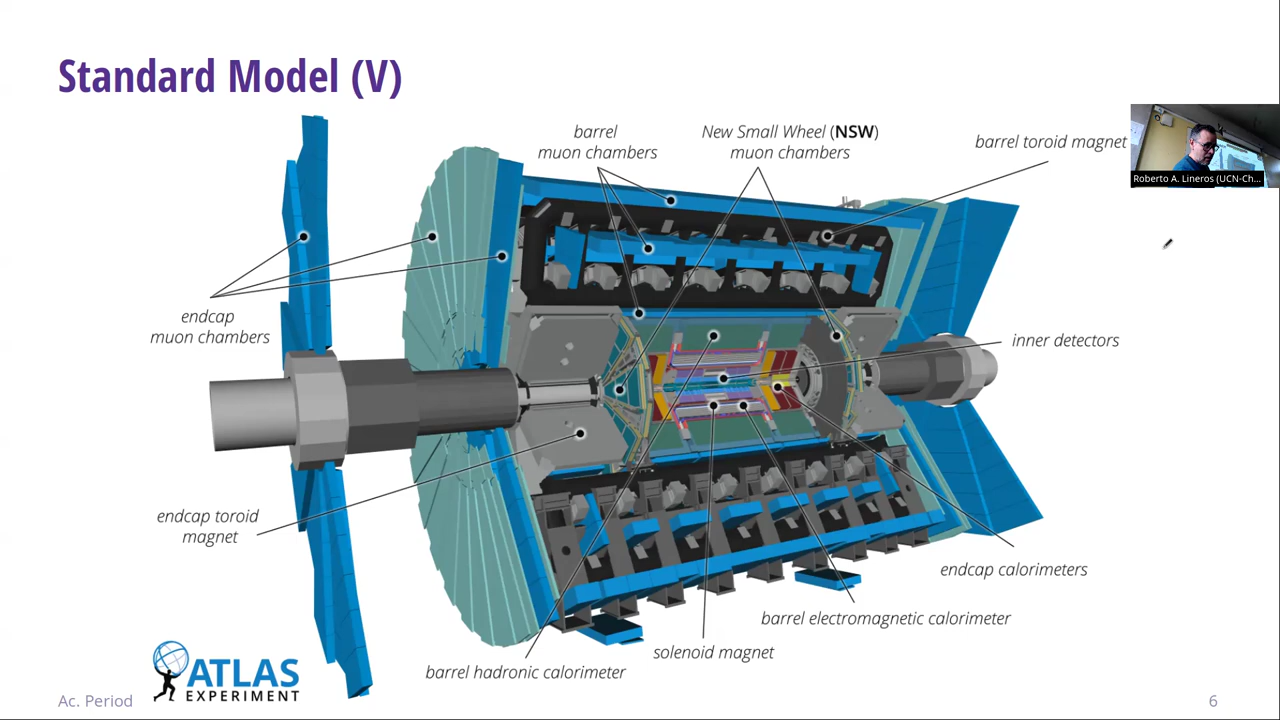 Standard Model (V)
barrel
muon chambers
New Small Wheel (NSW)
muon chambers
barrel toroid magnet
Roberto A. Lineros (UCN-Ch...
endcap
muon chambers
inner detectors
endcap toroid
magnet
endcap calorimeters
barrel electromagnetic calorimeter
solenoid magnet
barrel hadronic calorimeter
ATLAS
EXPERIMENT
Ac. Period
6